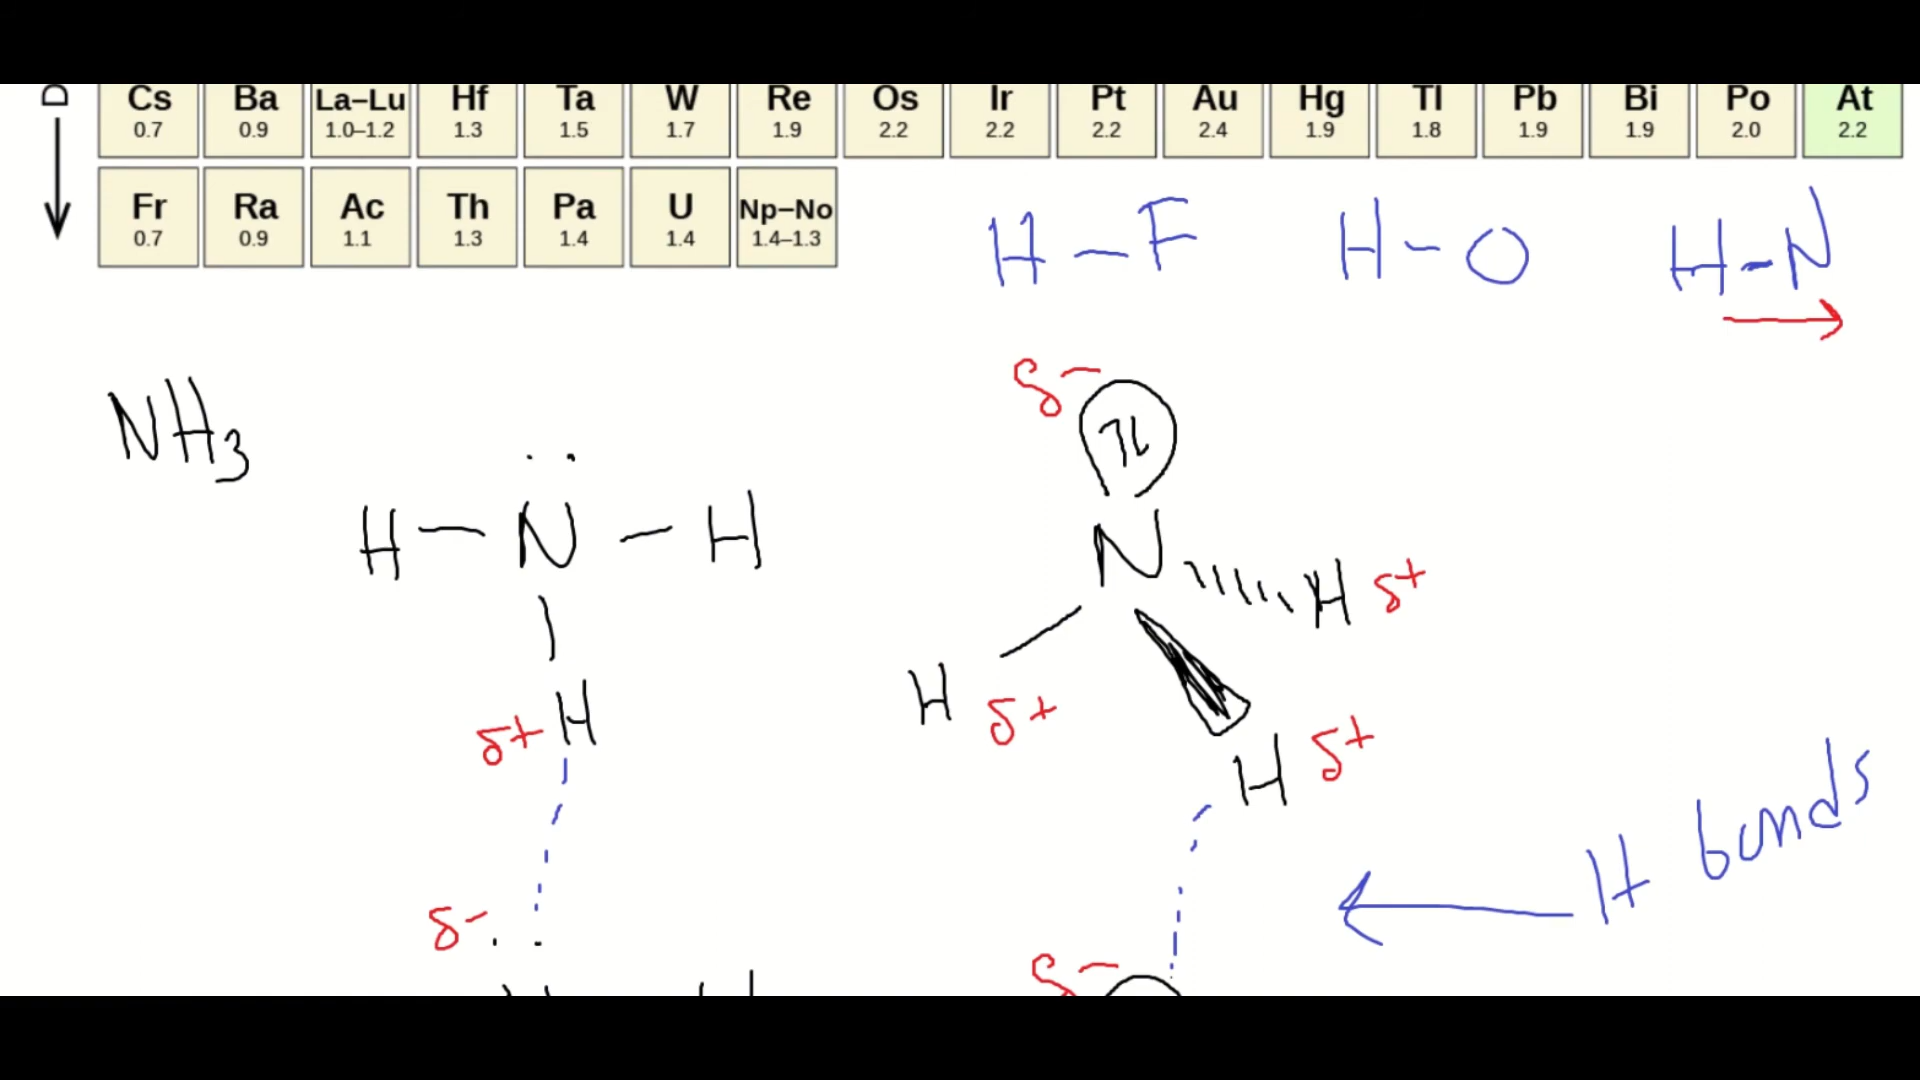 D
Cs Ba La–Lu Hf Ta W Re Os Ir Pt Au Hg Tl Pb Bi Po At
0.7 0.9 1.0–1.2 1.3 1.5 1.7 1.9 2.2 2.2 2.2 2.4 1.9 1.8 1.9 1.9 2.0 2.2
Fr Ra Ac Th Pa U Np–No
0.7 0.9 1.1 1.3 1.4 1.4 1.4–1.3
H – F H – O H – N
NH3
δ–
H – N – H
N
H δ+
H δ+
δ+ H
H δ+
H bonds
δ–
δ–